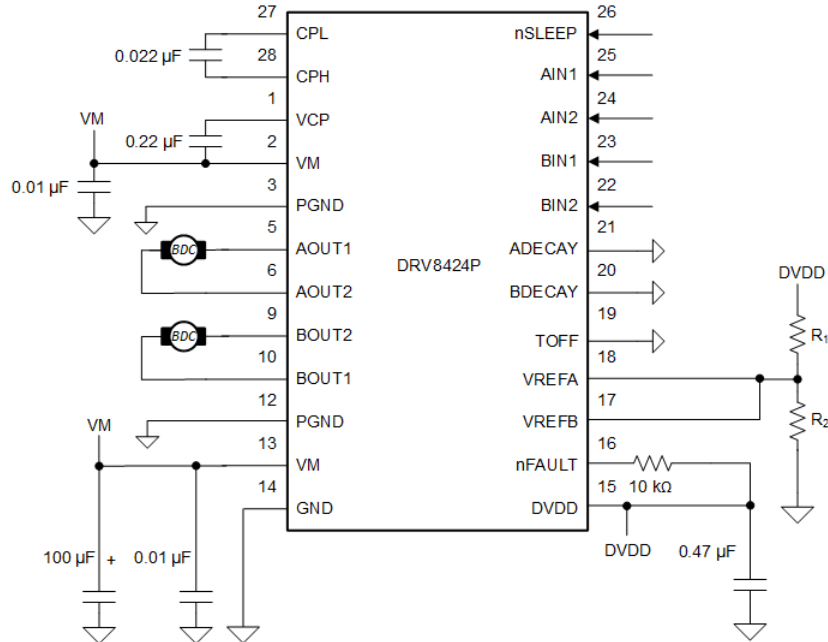 27
CPL
0.022 µF
28
CPH
1
VCP
VM
0.22 µF
2
VM
0.01 µF
3
PGND
5
BDC
AOUT1
6
AOUT2
9
BDC
BOUT2
10
BOUT1
12
PGND
VM
13
VM
14
GND
100 µF +
0.01 µF
DRV8424P
26
nSLEEP
25
AIN1
24
AIN2
23
BIN1
22
BIN2
21
ADECAY
20
BDECAY
DVDD
19
TOFF
R1
18
VREFA
17
VREFB
R2
16
nFAULT
10 kΩ
15
DVDD
DVDD
0.47 µF